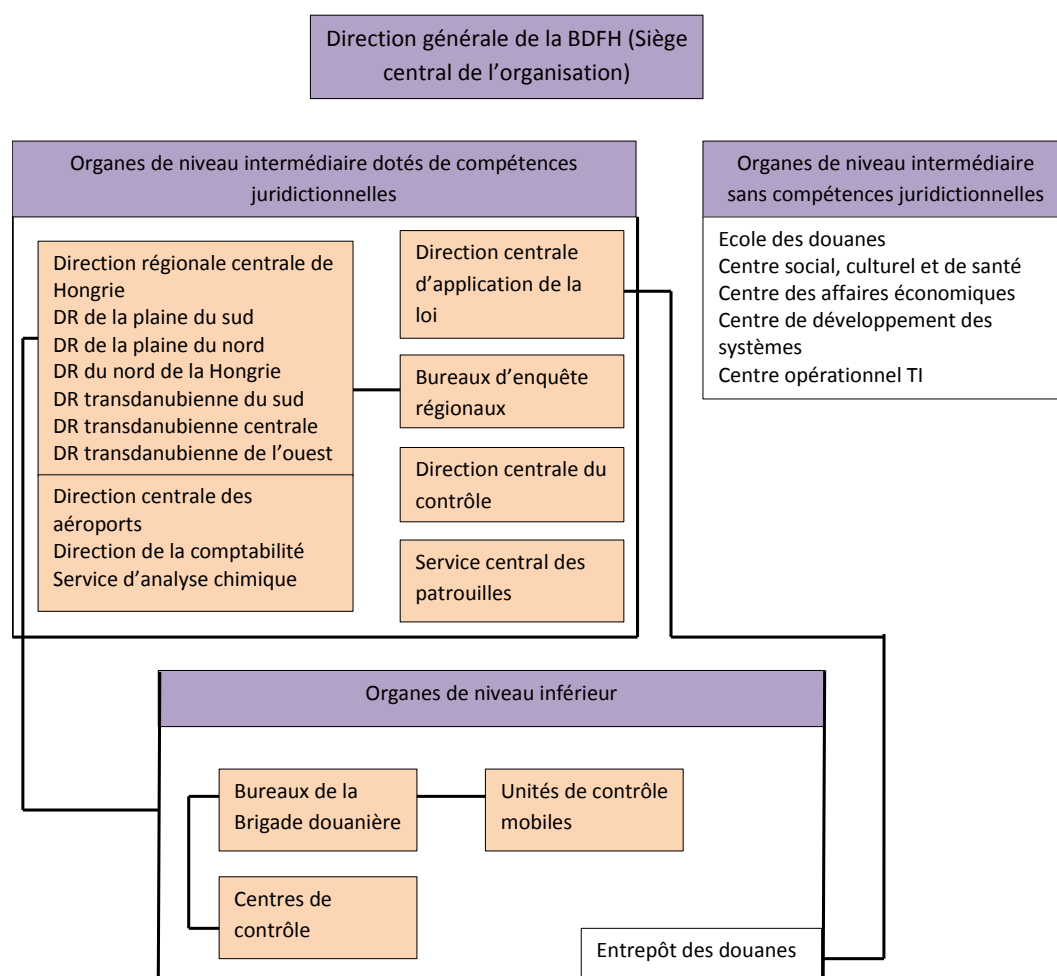 Direction générale de la BDFH (Siège
central de l’organisation)
Organes de niveau intermédiaire dotés de compétences
juridictionnelles
Direction régionale centrale de
Hongrie
DR de la plaine du sud
DR de la plaine du nord
DR du nord de la Hongrie
DR transdanubienne du sud
DR transdanubienne centrale
DR transdanubienne de l’ouest
Direction centrale des
aéroports
Direction de la comptabilité
Service d’analyse chimique
Direction centrale
d’application de la
loi
Bureaux d’enquête
régionaux
Direction centrale du
contrôle
Service central des
patrouilles
Organes de niveau intermédiaire
sans compétences juridictionnelles
Ecole des douanes
Centre social, culturel et de santé
Centre des affaires économiques
Centre de développement des
systèmes
Centre opérationnel TI
Organes de niveau inférieur
Bureaux de la
Brigade douanière
Unités de contrôle
mobiles
Centres de
contrôle
Entrepôt des douanes